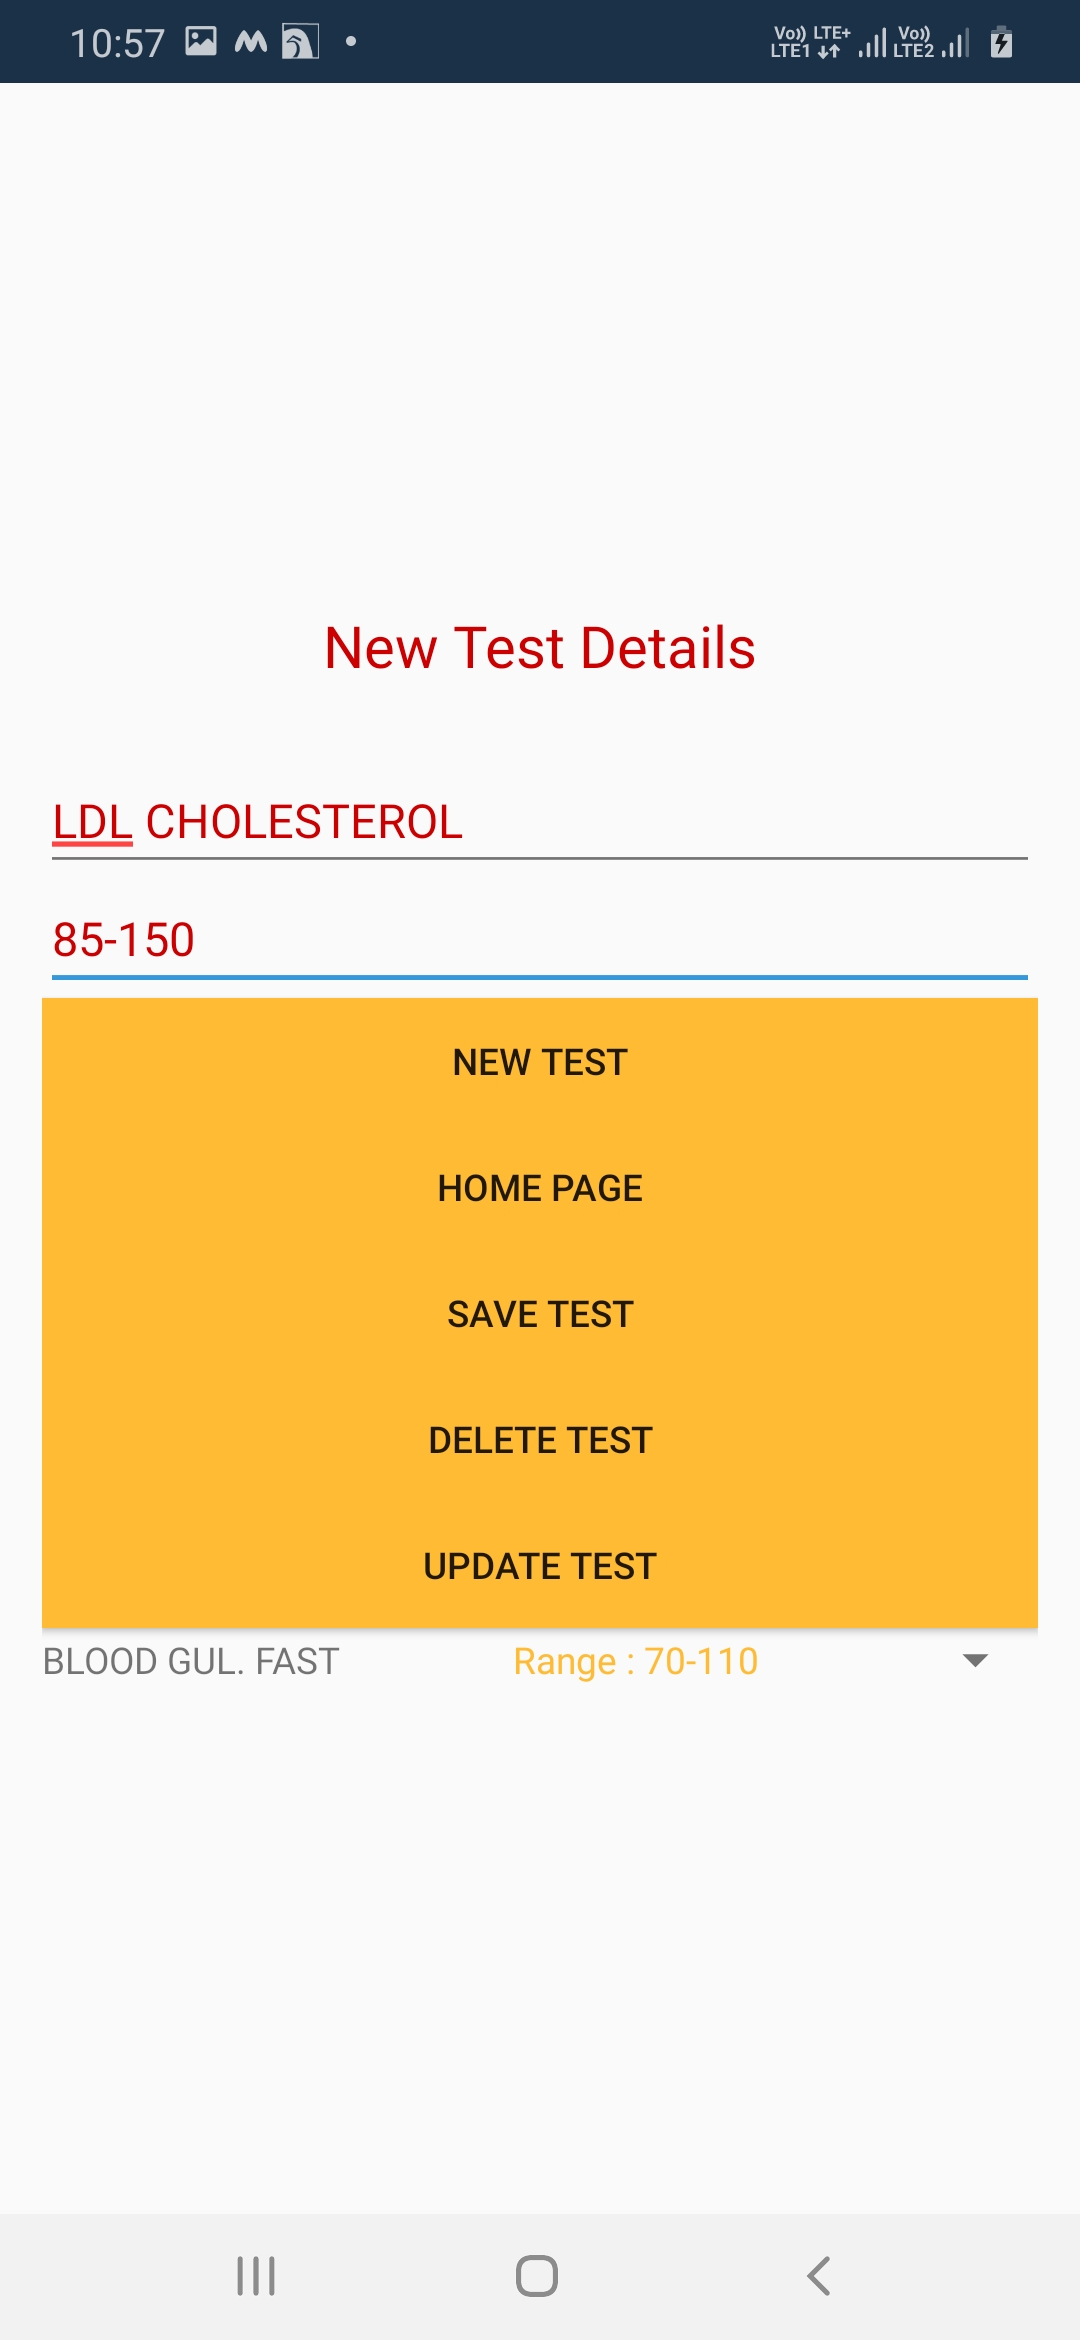 10:57
Vo)) LTE+ Vo))
LTE1 LTE2
New Test Details
LDL CHOLESTEROL
85-150
NEW TEST
HOME PAGE
SAVE TEST
DELETE TEST
UPDATE TEST
BLOOD GUL. FAST Range : 70-110